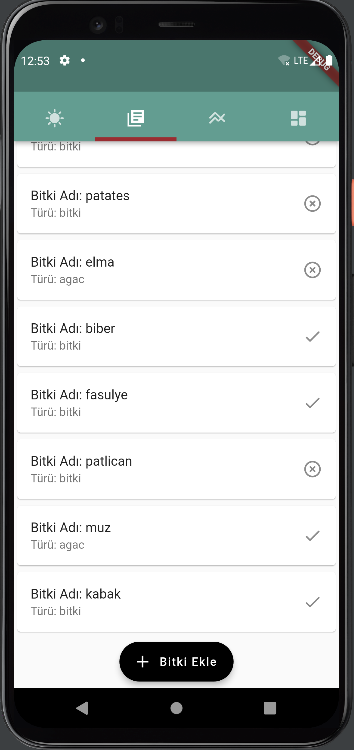 12:53
LTE
DEBUG
Türü: bitki
Bitki Adı: patates
Türü: bitki
Bitki Adı: elma
Türü: agac
Bitki Adı: biber
Türü: bitki
Bitki Adı: fasulye
Türü: bitki
Bitki Adı: patlican
Türü: bitki
Bitki Adı: muz
Türü: agac
Bitki Adı: kabak
Türü: bitki
Bitki Ekle